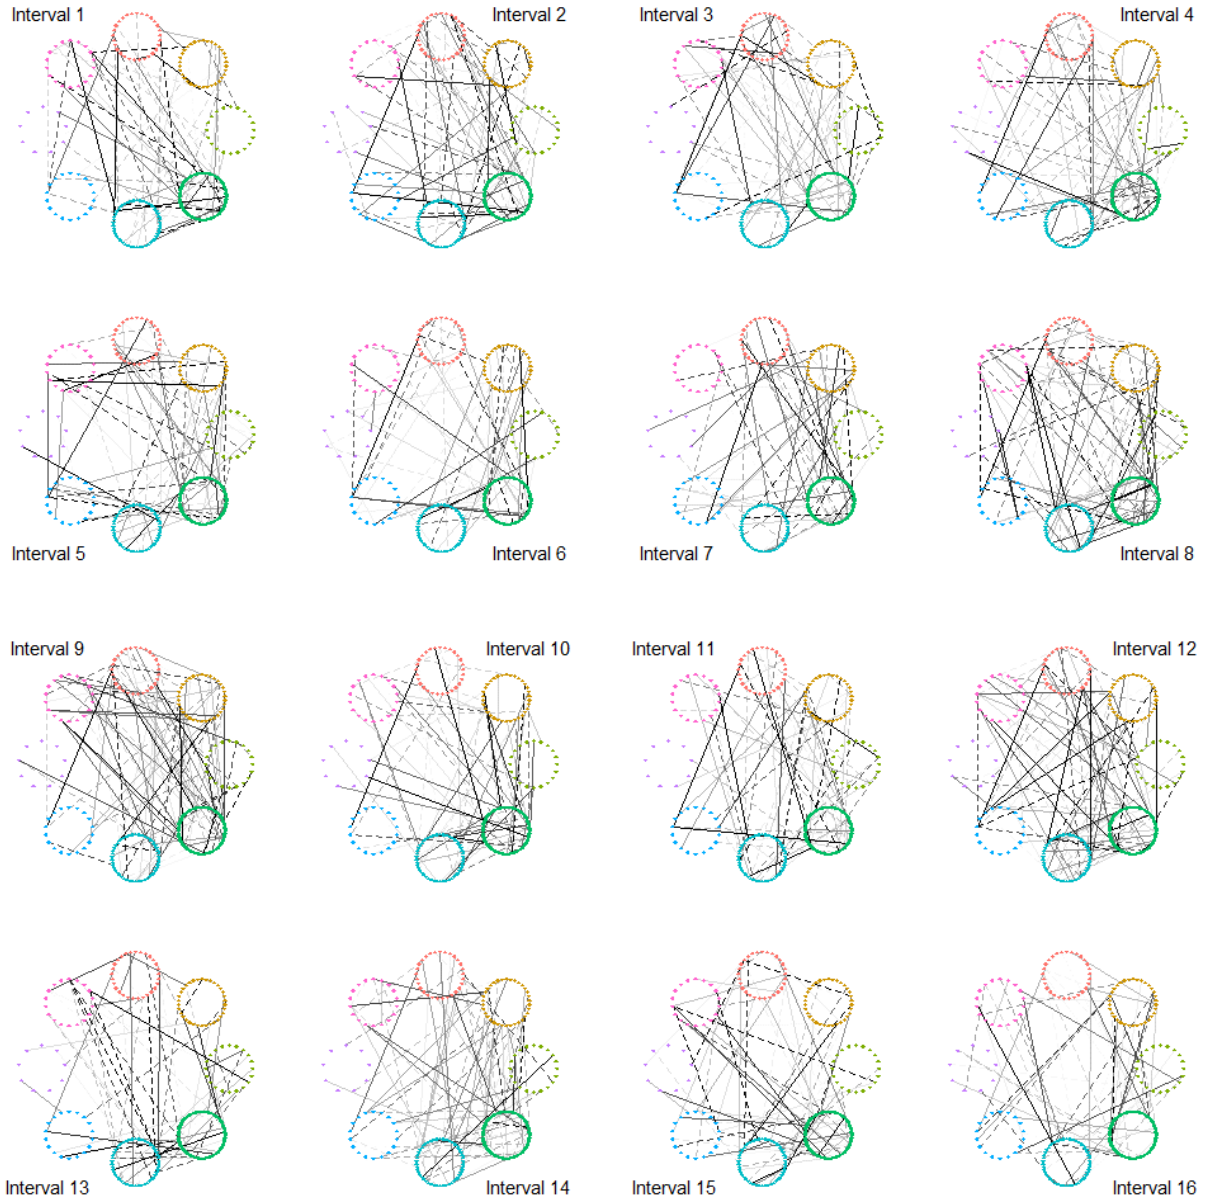 Interval 1
Interval 2
Interval 3
Interval 4
Interval 5
Interval 6
Interval 7
Interval 8
Interval 9
Interval 10
Interval 11
Interval 12
Interval 13
Interval 14
Interval 15
Interval 16